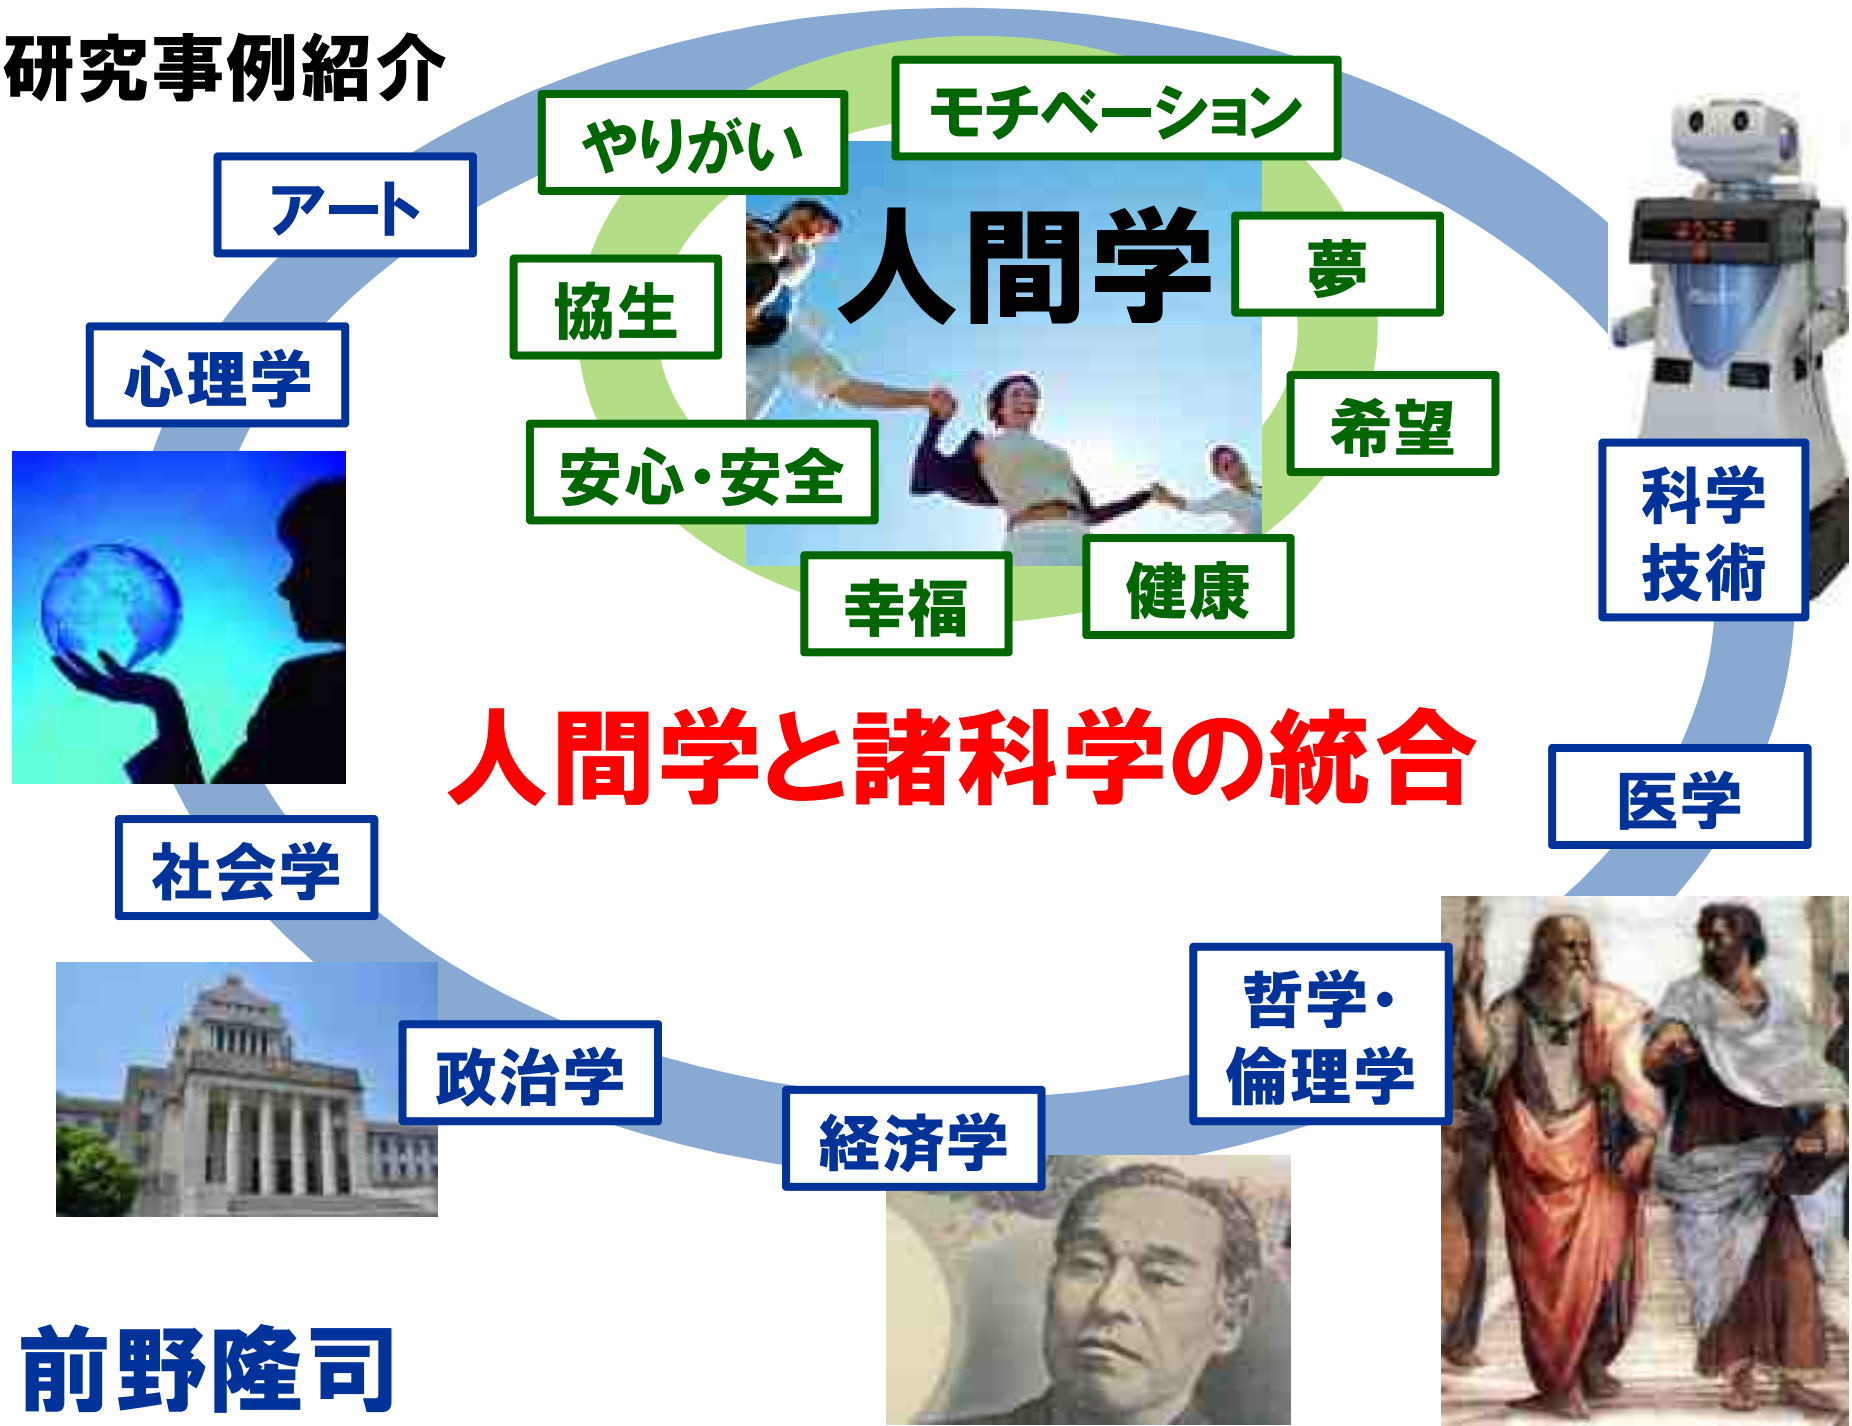 研究事例紹介
モチベーション
やりがい
アート
人間学
夢
協生
心理学
希望
安心・安全
科学
技術
健康
幸福
人間学と諸科学の統合
医学
社会学
哲学・
倫理学
政治学
経済学
前野隆司